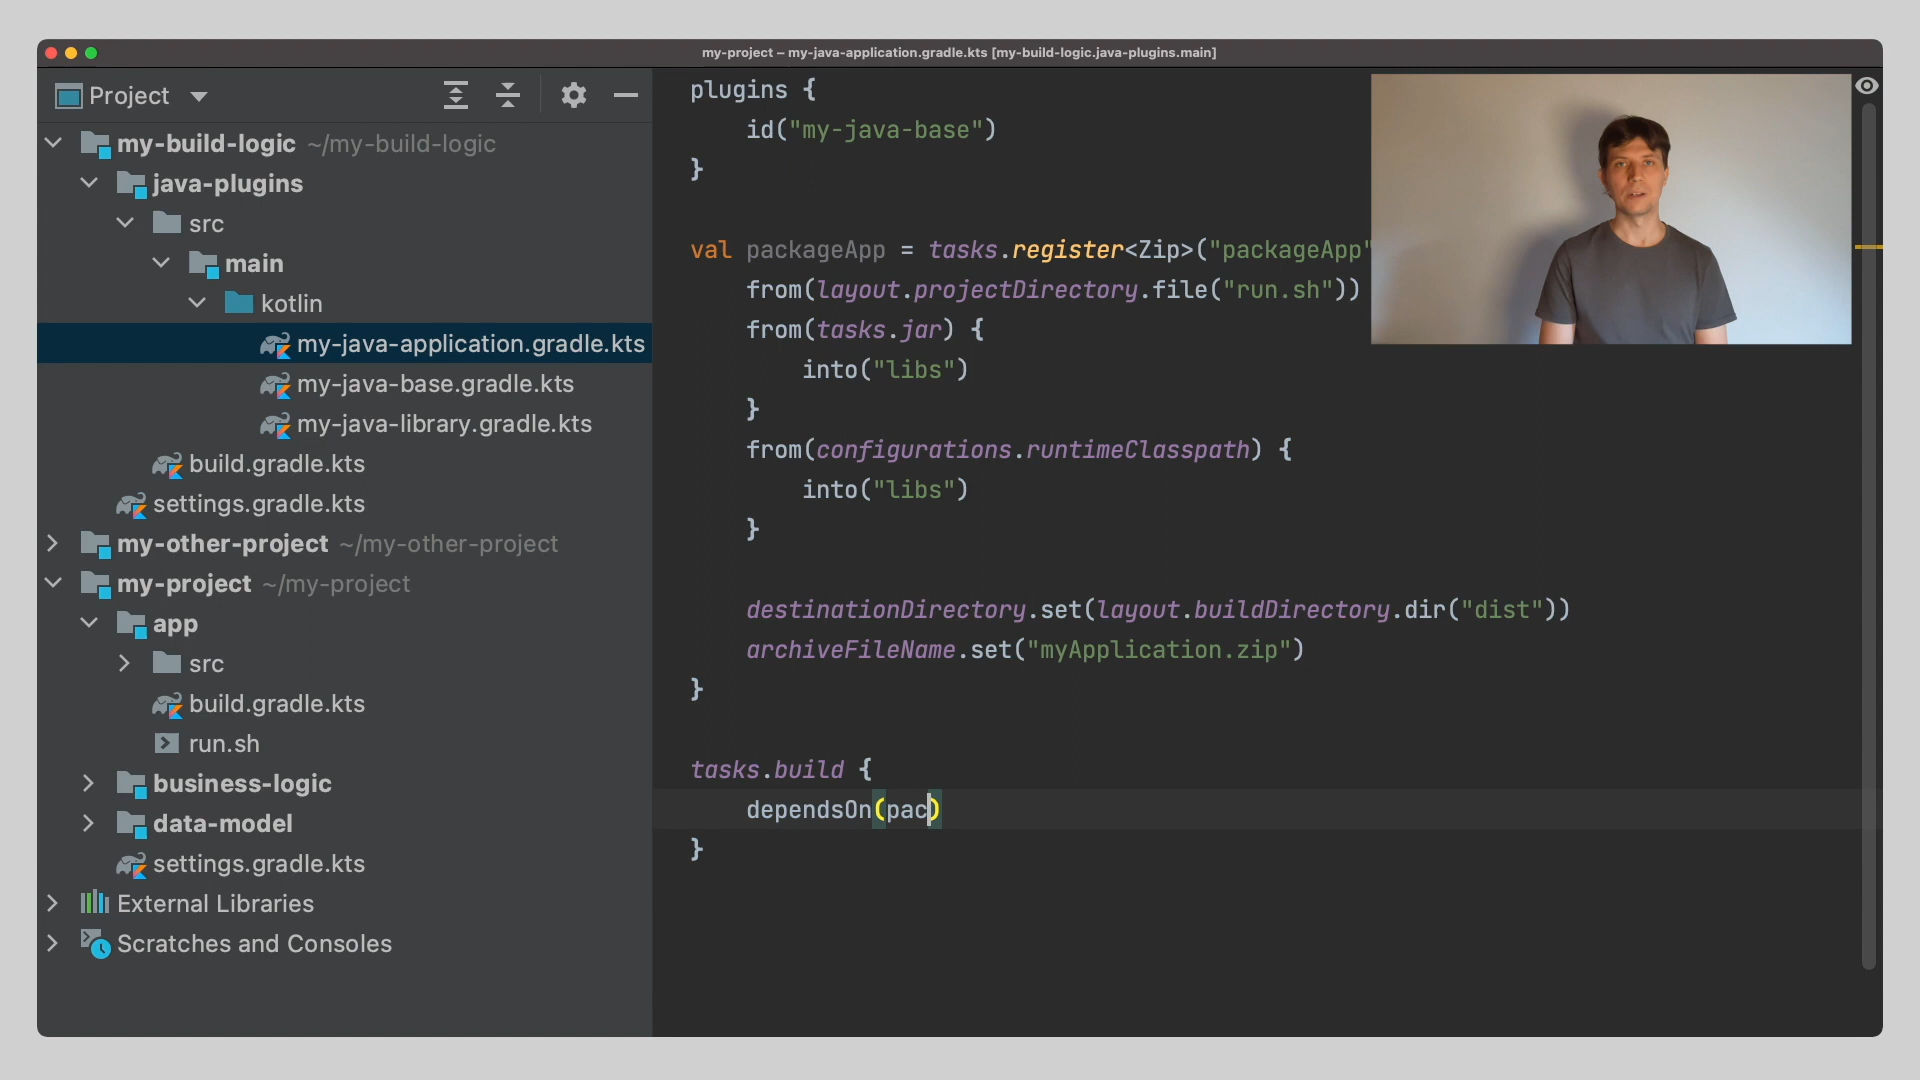 my-project – my-java-application.gradle.kts [my-build-logic.java-plugins.main]
Project
my-build-logic ~/my-build-logic
java-plugins
src
main
kotlin
my-java-application.gradle.kts
my-java-base.gradle.kts
my-java-library.gradle.kts
build.gradle.kts
settings.gradle.kts
my-other-project ~/my-other-project
my-project ~/my-project
app
src
build.gradle.kts
run.sh
business-logic
data-model
settings.gradle.kts
External Libraries
Scratches and Consoles
plugins {
id("my-java-base")
}
val packageApp = tasks.register<Zip>("packageApp"
from(layout.projectDirectory.file("run.sh"))
from(tasks.jar) {
into("libs")
}
from(configurations.runtimeClasspath) {
into("libs")
}
destinationDirectory.set(layout.buildDirectory.dir("dist"))
archiveFileName.set("myApplication.zip")
}
tasks.build {
dependsOn(pac)
}